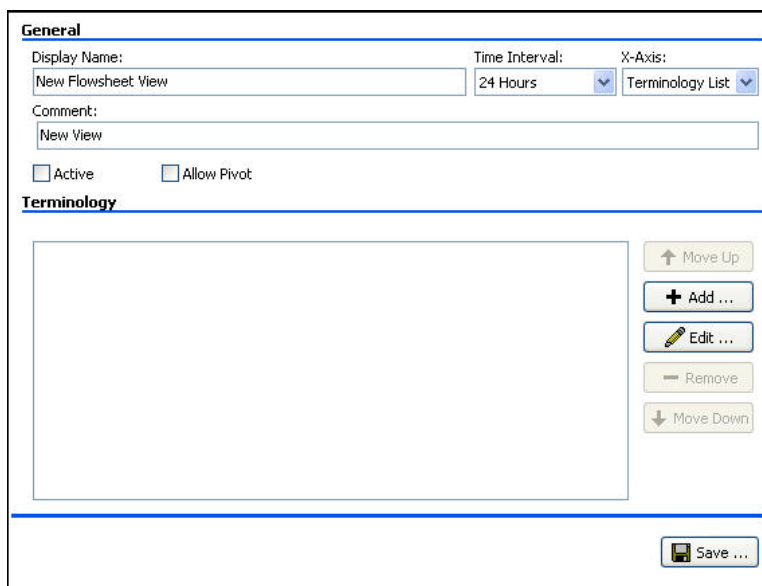 General
Display Name: Time Interval: X-Axis:
New Flowsheet View 24 Hours Terminology List
Comment:
New View
Active Allow Pivot
Terminology
Move Up
Add ...
Edit ...
Remove
Move Down
Save ...